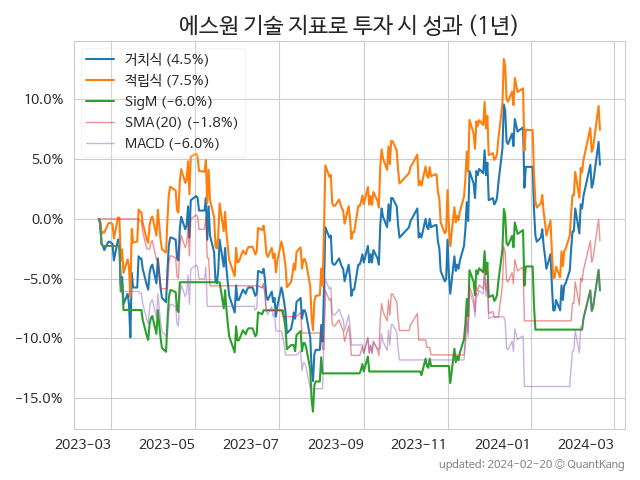 에스원 기술 지표로 투자 시 성과 (1년)
거치식 (4.5%)
적립식 (7.5%)
SigM (−6.0%)
SMA(20) (−1.8%)
MACD (−6.0%)
10.0%
5.0%
0.0%
−5.0%
−10.0%
−15.0%
2023-03 2023-05 2023-07 2023-09 2023-11 2024-01 2024-03
updated: 2024-02-20 © QuantKang